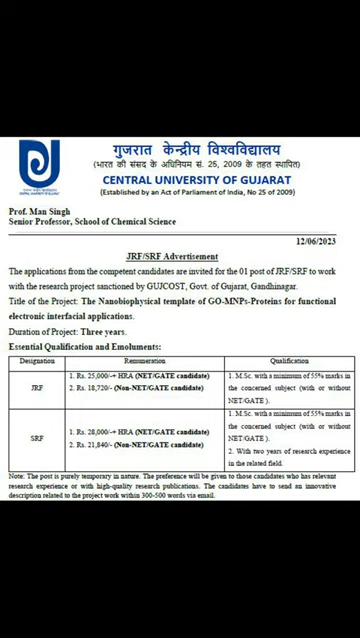 गुजरात केन्द्रीय विश्वविद्यालय
(भारत की संसद के अधिनियम सं. 25, 2009 के तहत स्थापित)
CENTRAL UNIVERSITY OF GUJARAT
(Established by an Act of Parliament of India, No 25 of 2009)
Prof. Man Singh
Senior Professor, School of Chemical Science
12/06/2023
JRF/SRF Advertisement
The applications from the competent candidates are invited for the 01 post of JRF/SRF to work
with the research project sanctioned by GUJCOST, Govt. of Gujarat, Gandhinagar.
Title of the Project: The Nanobiophysical template of GO-MNPs-Proteins for functional
electronic interfacial applications.
Duration of Project: Three years.
Essential Qualification and Emoluments:
Designation Remuneration Qualification
JRF
1. Rs. 25,000/-+ HRA (NET/GATE candidate)
2. Rs. 18,720/- (Non-NET/GATE candidate)
1. M.Sc. with a minimum of 55% marks in
the concerned subject (with or without
NET/GATE ).
SRF
1. Rs. 28,000/-+ HRA (NET/GATE candidate)
2. Rs. 21,840/- (Non-NET/GATE candidate)
1. M.Sc. with a minimum of 55% marks in
the concerned subject (with or without
NET/GATE ).
2. With two years of research experience
in the related field.
Note: The post is purely temporary in nature. The preference will be given to those candidates who has relevant
research experience or with high-quality research publications. The candidates have to send an innovative
description related to the project work within 300-500 words via email.